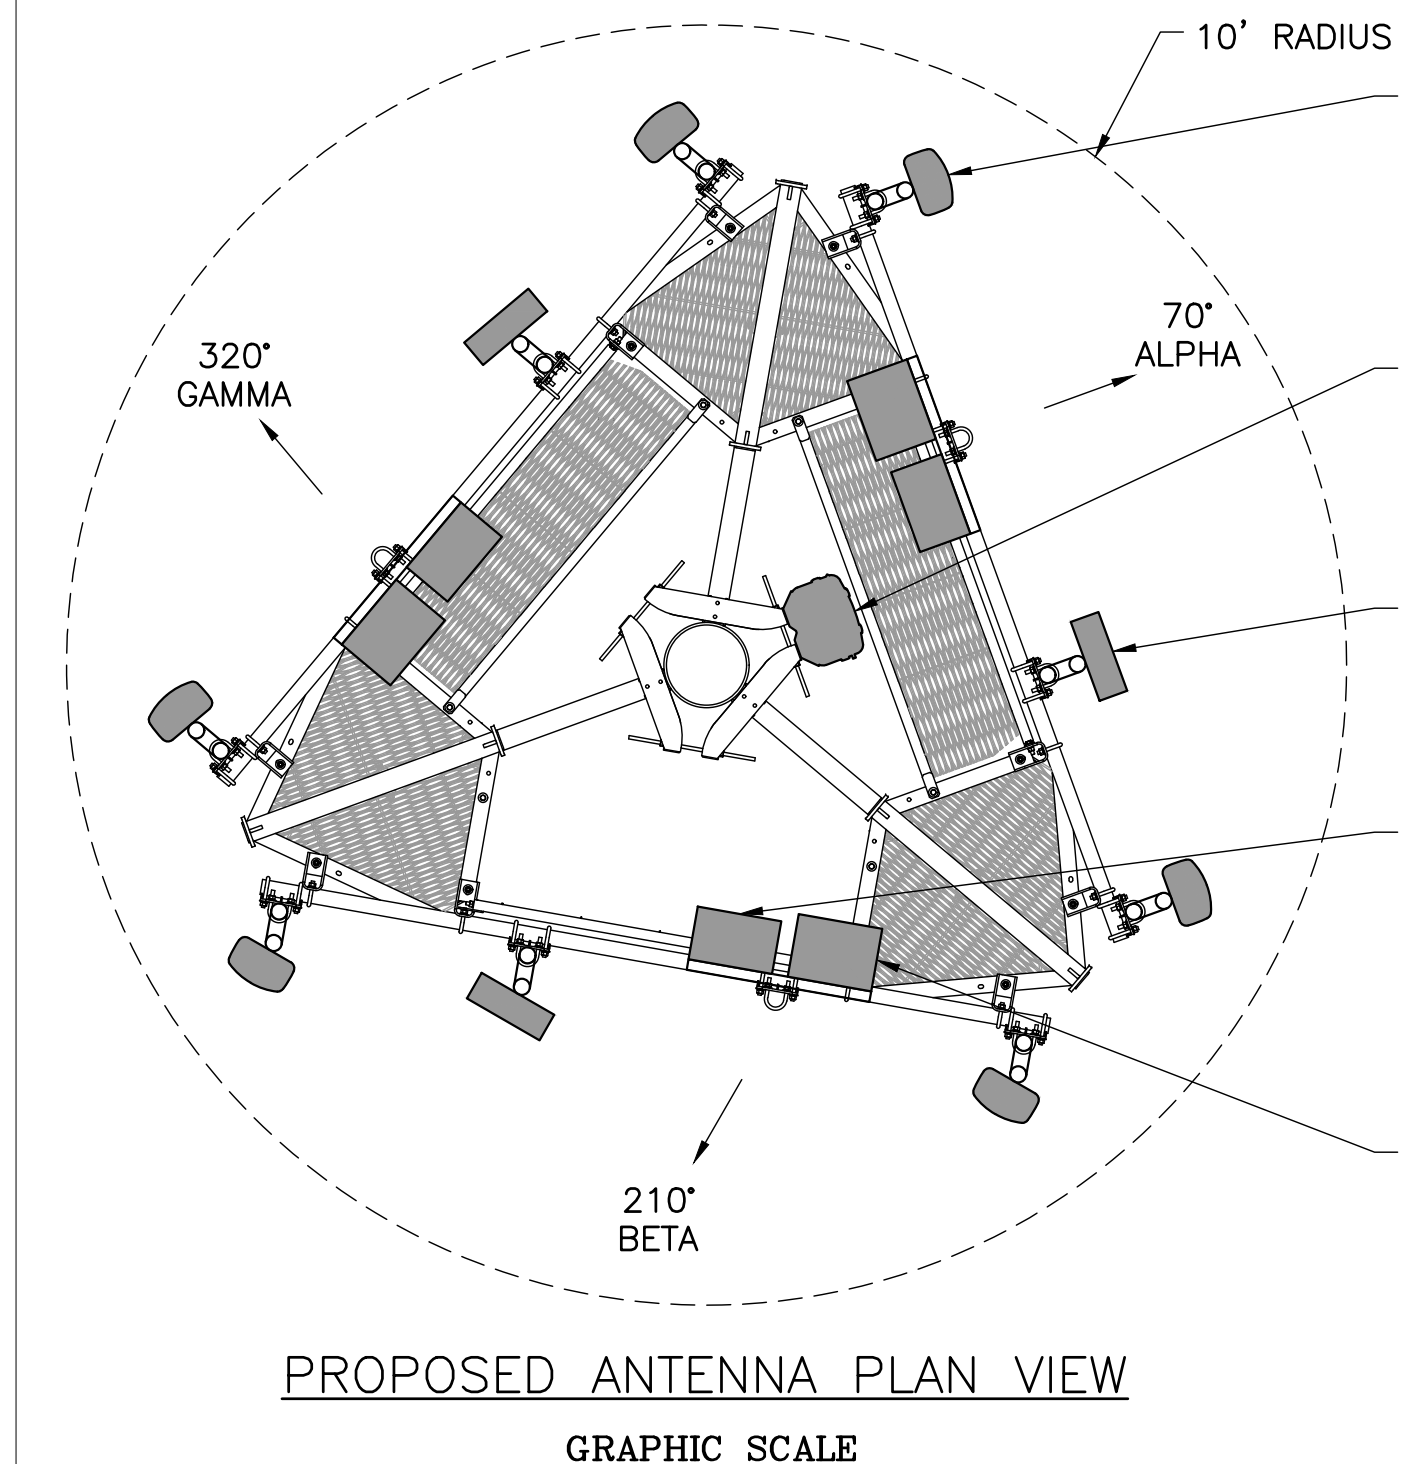 10' RADIUS
70°
ALPHA
320°
GAMMA
210°
BETA
PROPOSED ANTENNA PLAN VIEW
GRAPHIC SCALE